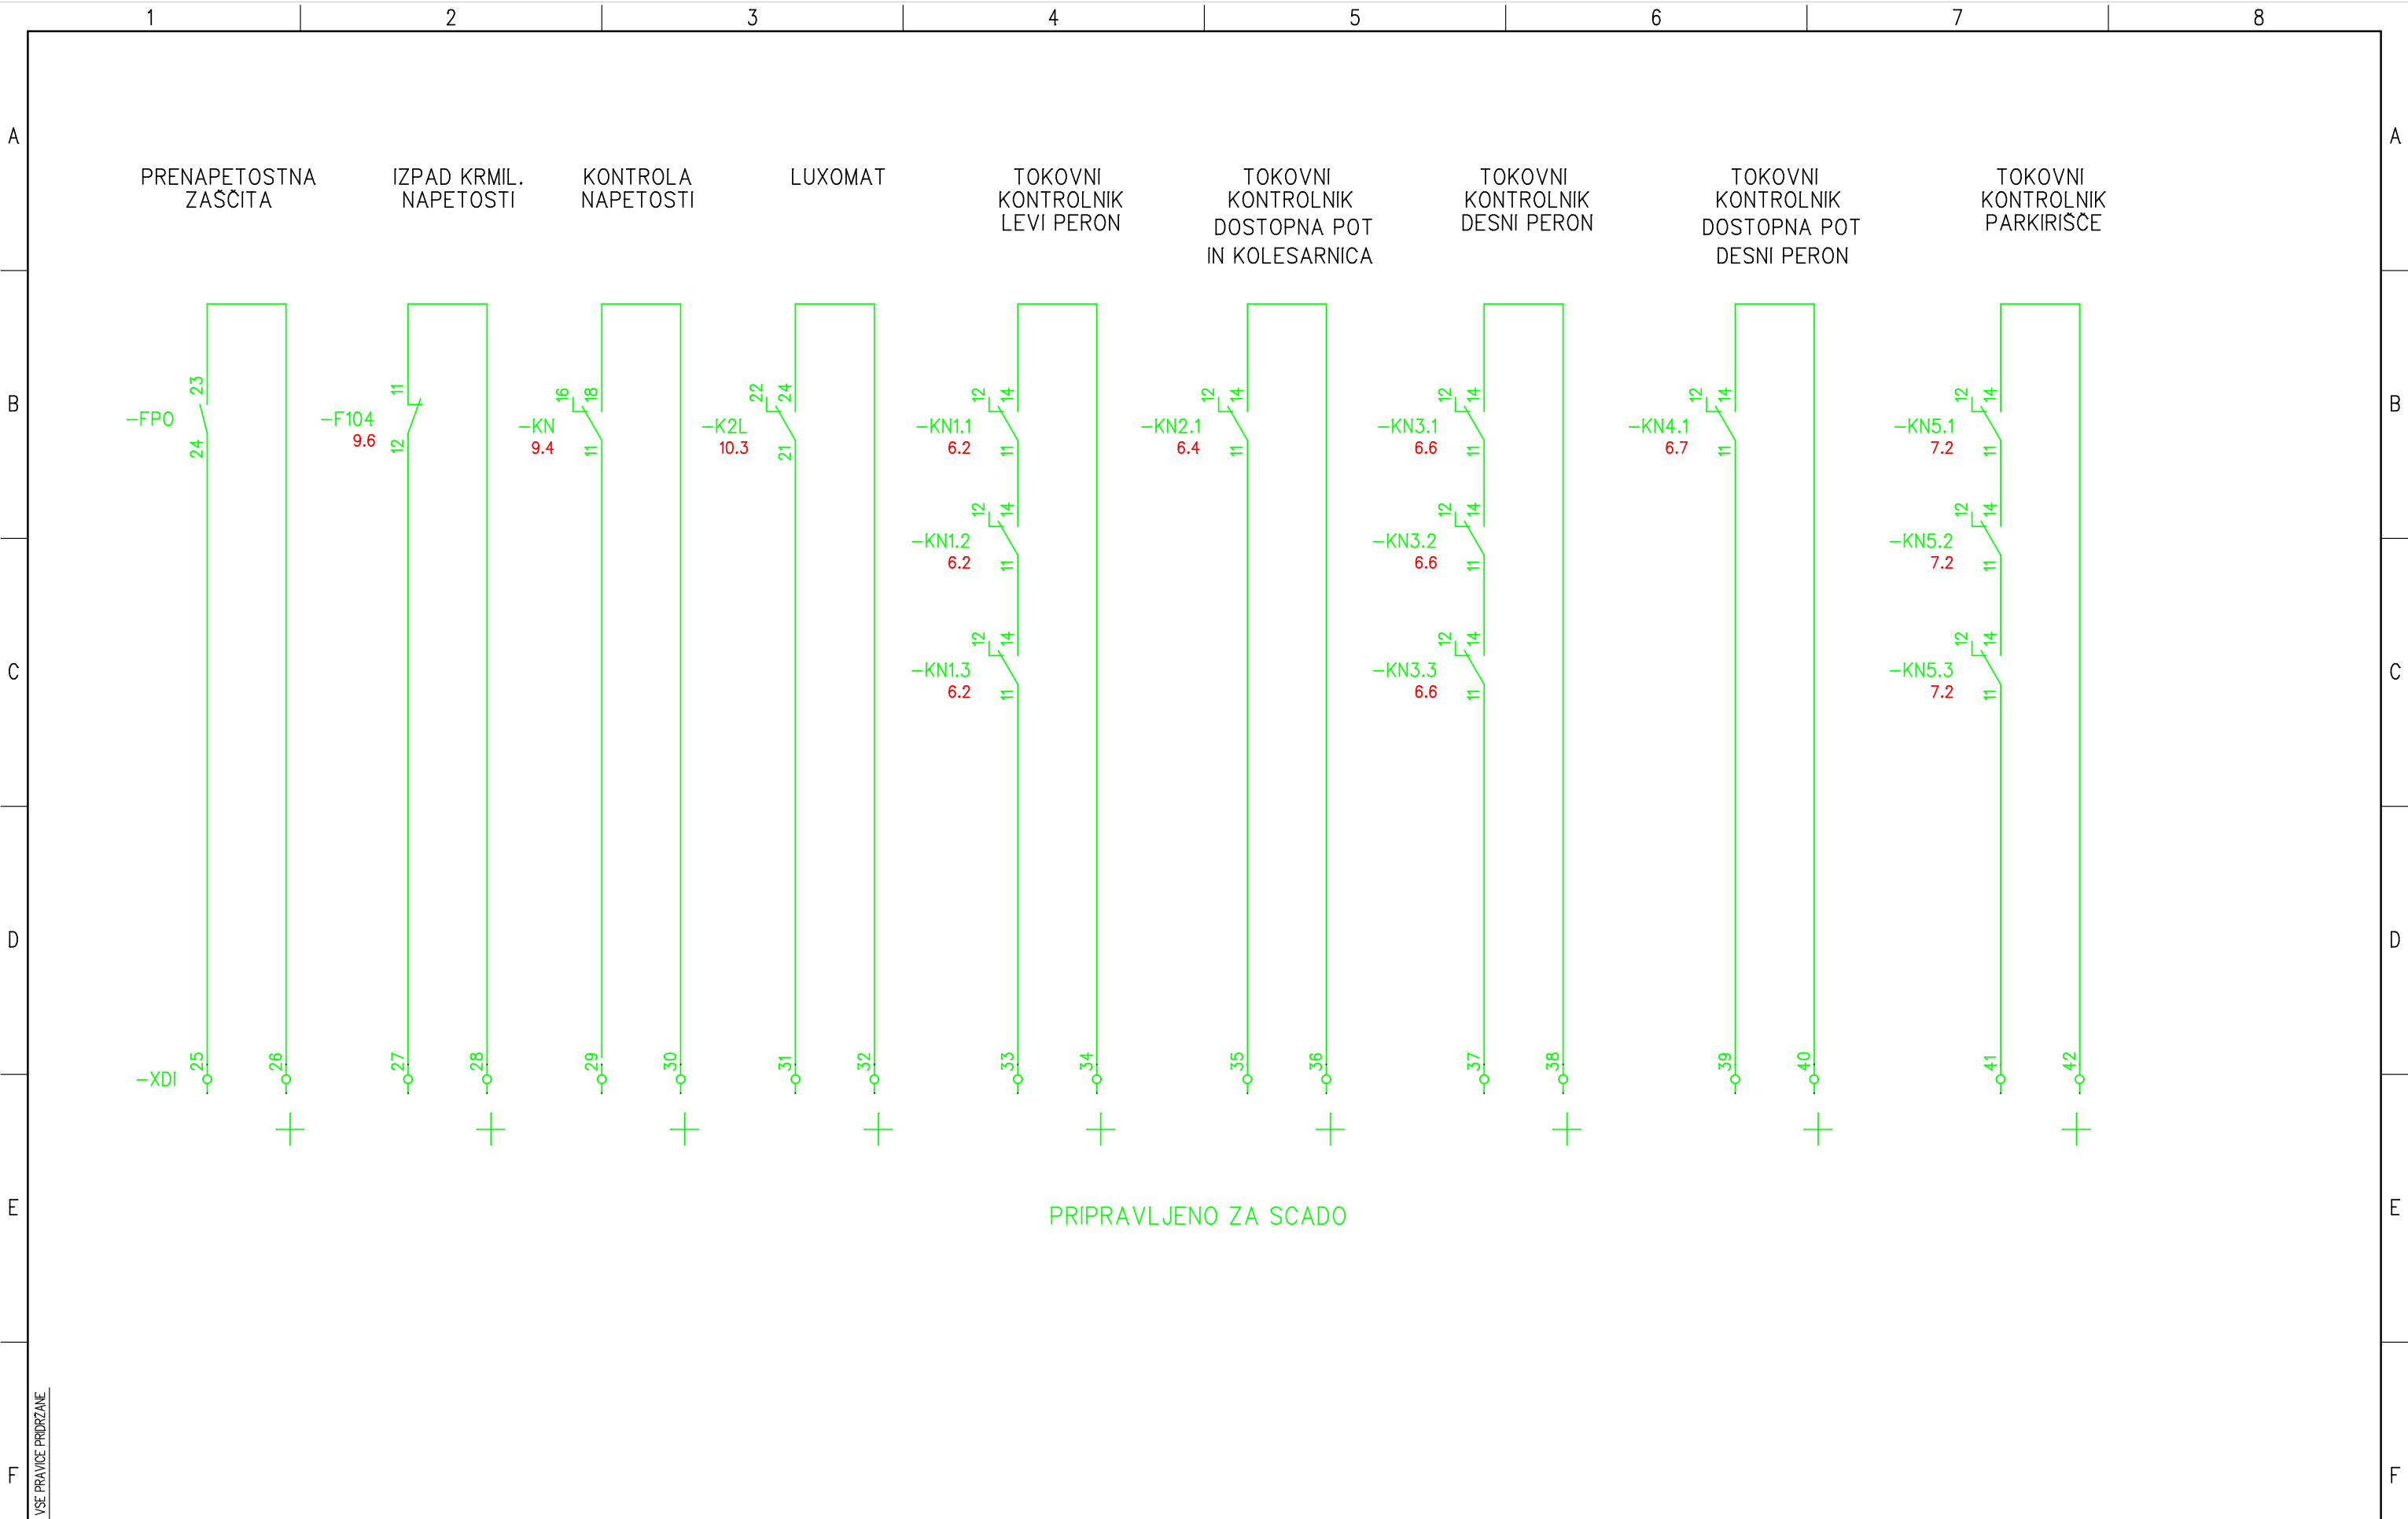 1 2 3 4 5 6 7 8
A A
PRENAPETOSTNA
ZAŠČITA
IZPAD KRMIL.
NAPETOSTI
KONTROLA
NAPETOSTI
LUXOMAT
TOKOVNI
KONTROLNIK
LEVI PERON
TOKOVNI
KONTROLNIK
DOSTOPNA POT
IN KOLESARNICA
TOKOVNI
KONTROLNIK
DESNI PERON
TOKOVNI
KONTROLNIK
DOSTOPNA POT
DESNI PERON
TOKOVNI
KONTROLNIK
PARKIRIŠČE
B B
23
-FPO
24
11
-F104
9.6
12
16 18
-KN
9.4
11
22 24
-K2L
10.3
21
12 14
-KN1.1
6.2
11
12 14
-KN1.2
6.2
11
12 14
-KN1.3
6.2
11
12 14
-KN2.1
6.4
11
12 14
-KN3.1
6.6
11
12 14
-KN3.2
6.6
11
12 14
-KN3.3
6.6
11
12 14
-KN4.1
6.7
11
12 14
-KN5.1
7.2
11
12 14
-KN5.2
7.2
11
12 14
-KN5.3
7.2
11
C C
D D
-XDI
25 26 27 28 29 30 31 32 33 34 35 36 37 38 39 40 41 42
E E
PRIPRAVLJENO ZA SCADO
F F
VSE PRAVICE PRIDRŽANE